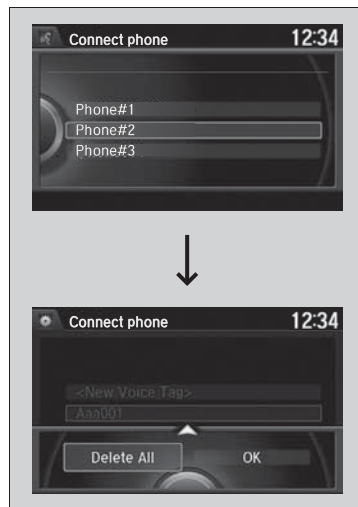 Connect phone 12:34
Phone#1
Phone#2
Phone#3
Connect phone 12:34
<New Voice Tag>
Aaa001
Delete All OK